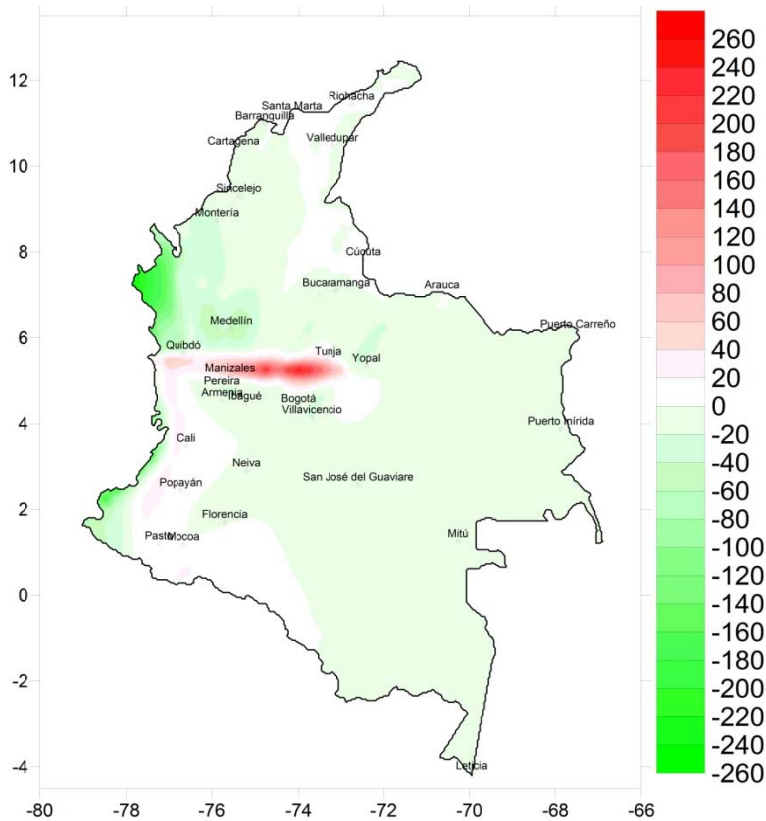 12
10
8
6
4
2
0
-2
-4
-80
-78
-76
-74
-72
-70
-68
-66
Riohacha
Santa Marta
Barranquilla
Valledupar
Cartagena
Sincelejo
Montería
Cúcuta
Bucaramanga
Arauca
Puerto Carreño
Medellín
Quibdó
Tunja
Yopal
Manizales
Pereira
Armenia
Ibagué
Bogotá
Villavicencio
Puerto Inírida
Cali
Neiva
San José del Guaviare
Popayán
Florencia
Mitú
Pasto
Mocoa
Leticia
260
240
220
200
180
160
140
120
100
80
60
40
20
0
-20
-40
-60
-80
-100
-120
-140
-160
-180
-200
-220
-240
-260